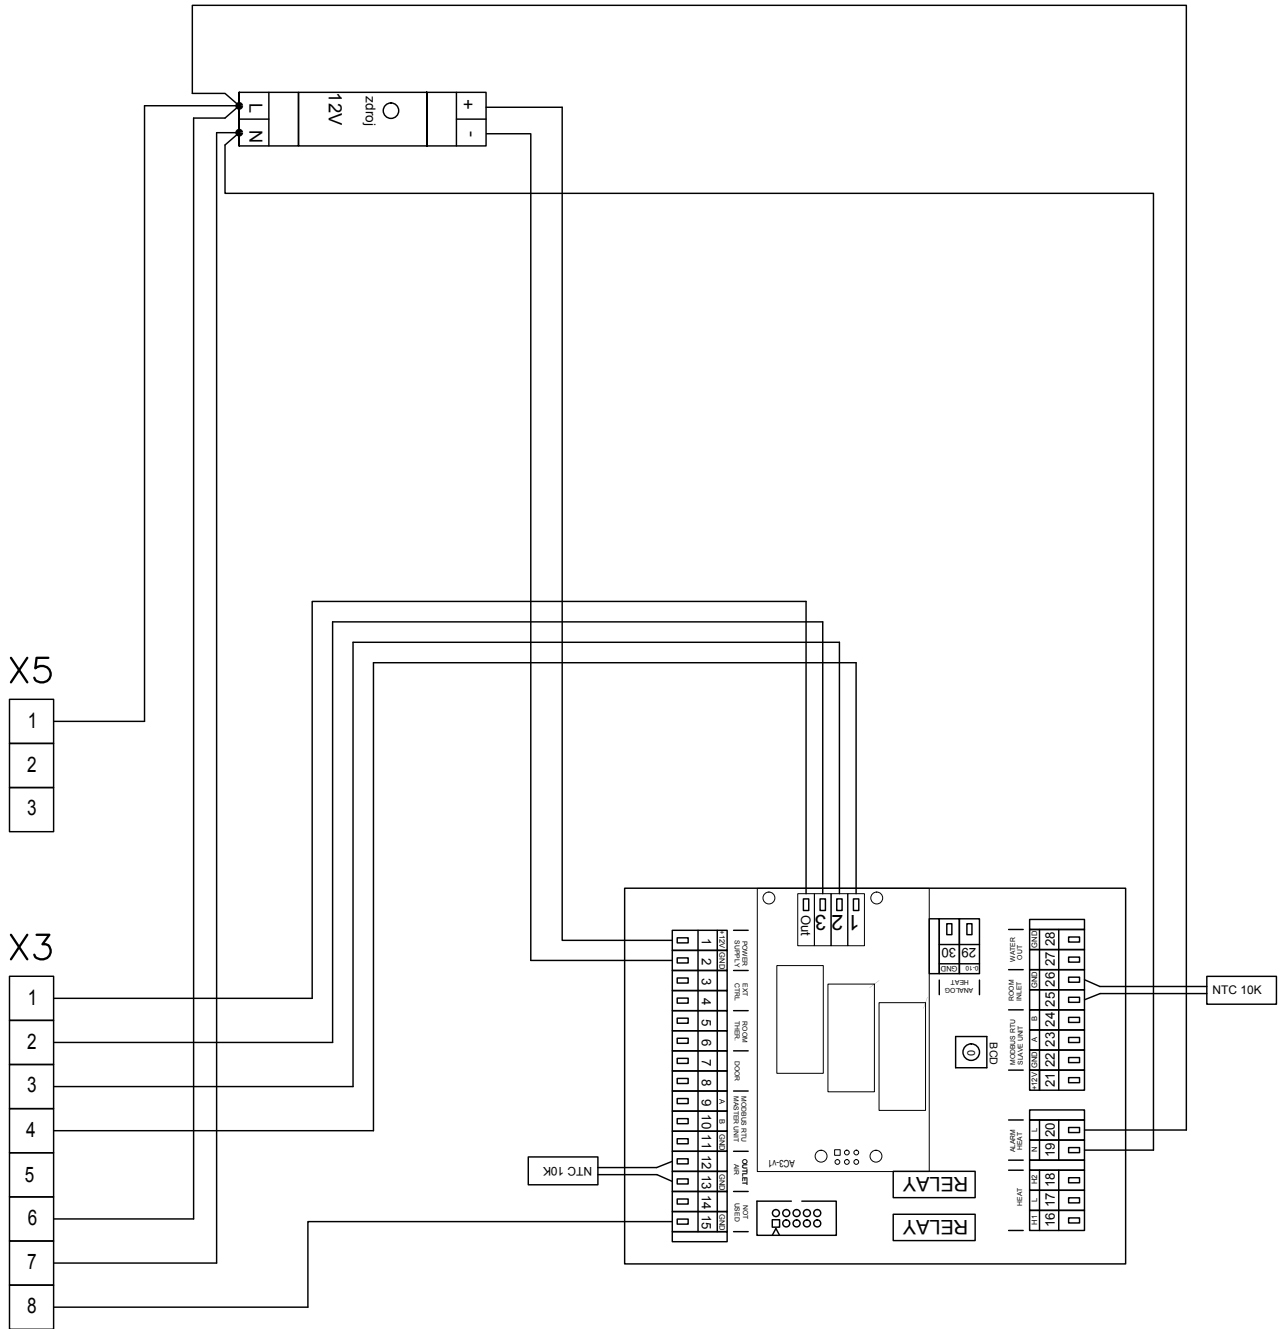 L
N
zdroj
12V
+
-
X5
1
2
3
X3
1
2
3
4
5
6
7
8
Out
3
2
1
1 +12V
2 GND
POWER
SUPPLY
3
4
EXT
CTRL
5
6
ROOM
THER.
7
8
DOOR
9 A
10 B
11 GND
MODBUS RTU
MASTER UNIT
12
13 GND
OUTLET
AIR
14
15 GND
NOT
USED
NTC 10K
AC3-v1
30 GND
29 0-10
ANALOG
HEAT
BCD
0
RELAY
RELAY
WATER
OUT
GND 28
27
ROOM
INLET
GND 26
25
MODBUS RTU
SLAVE UNIT
B 24
A 23
GND 22
+12V 21
ALARM
HEAT
L 20
N 19
HEAT
H2 18
L 17
H1 16
NTC 10K